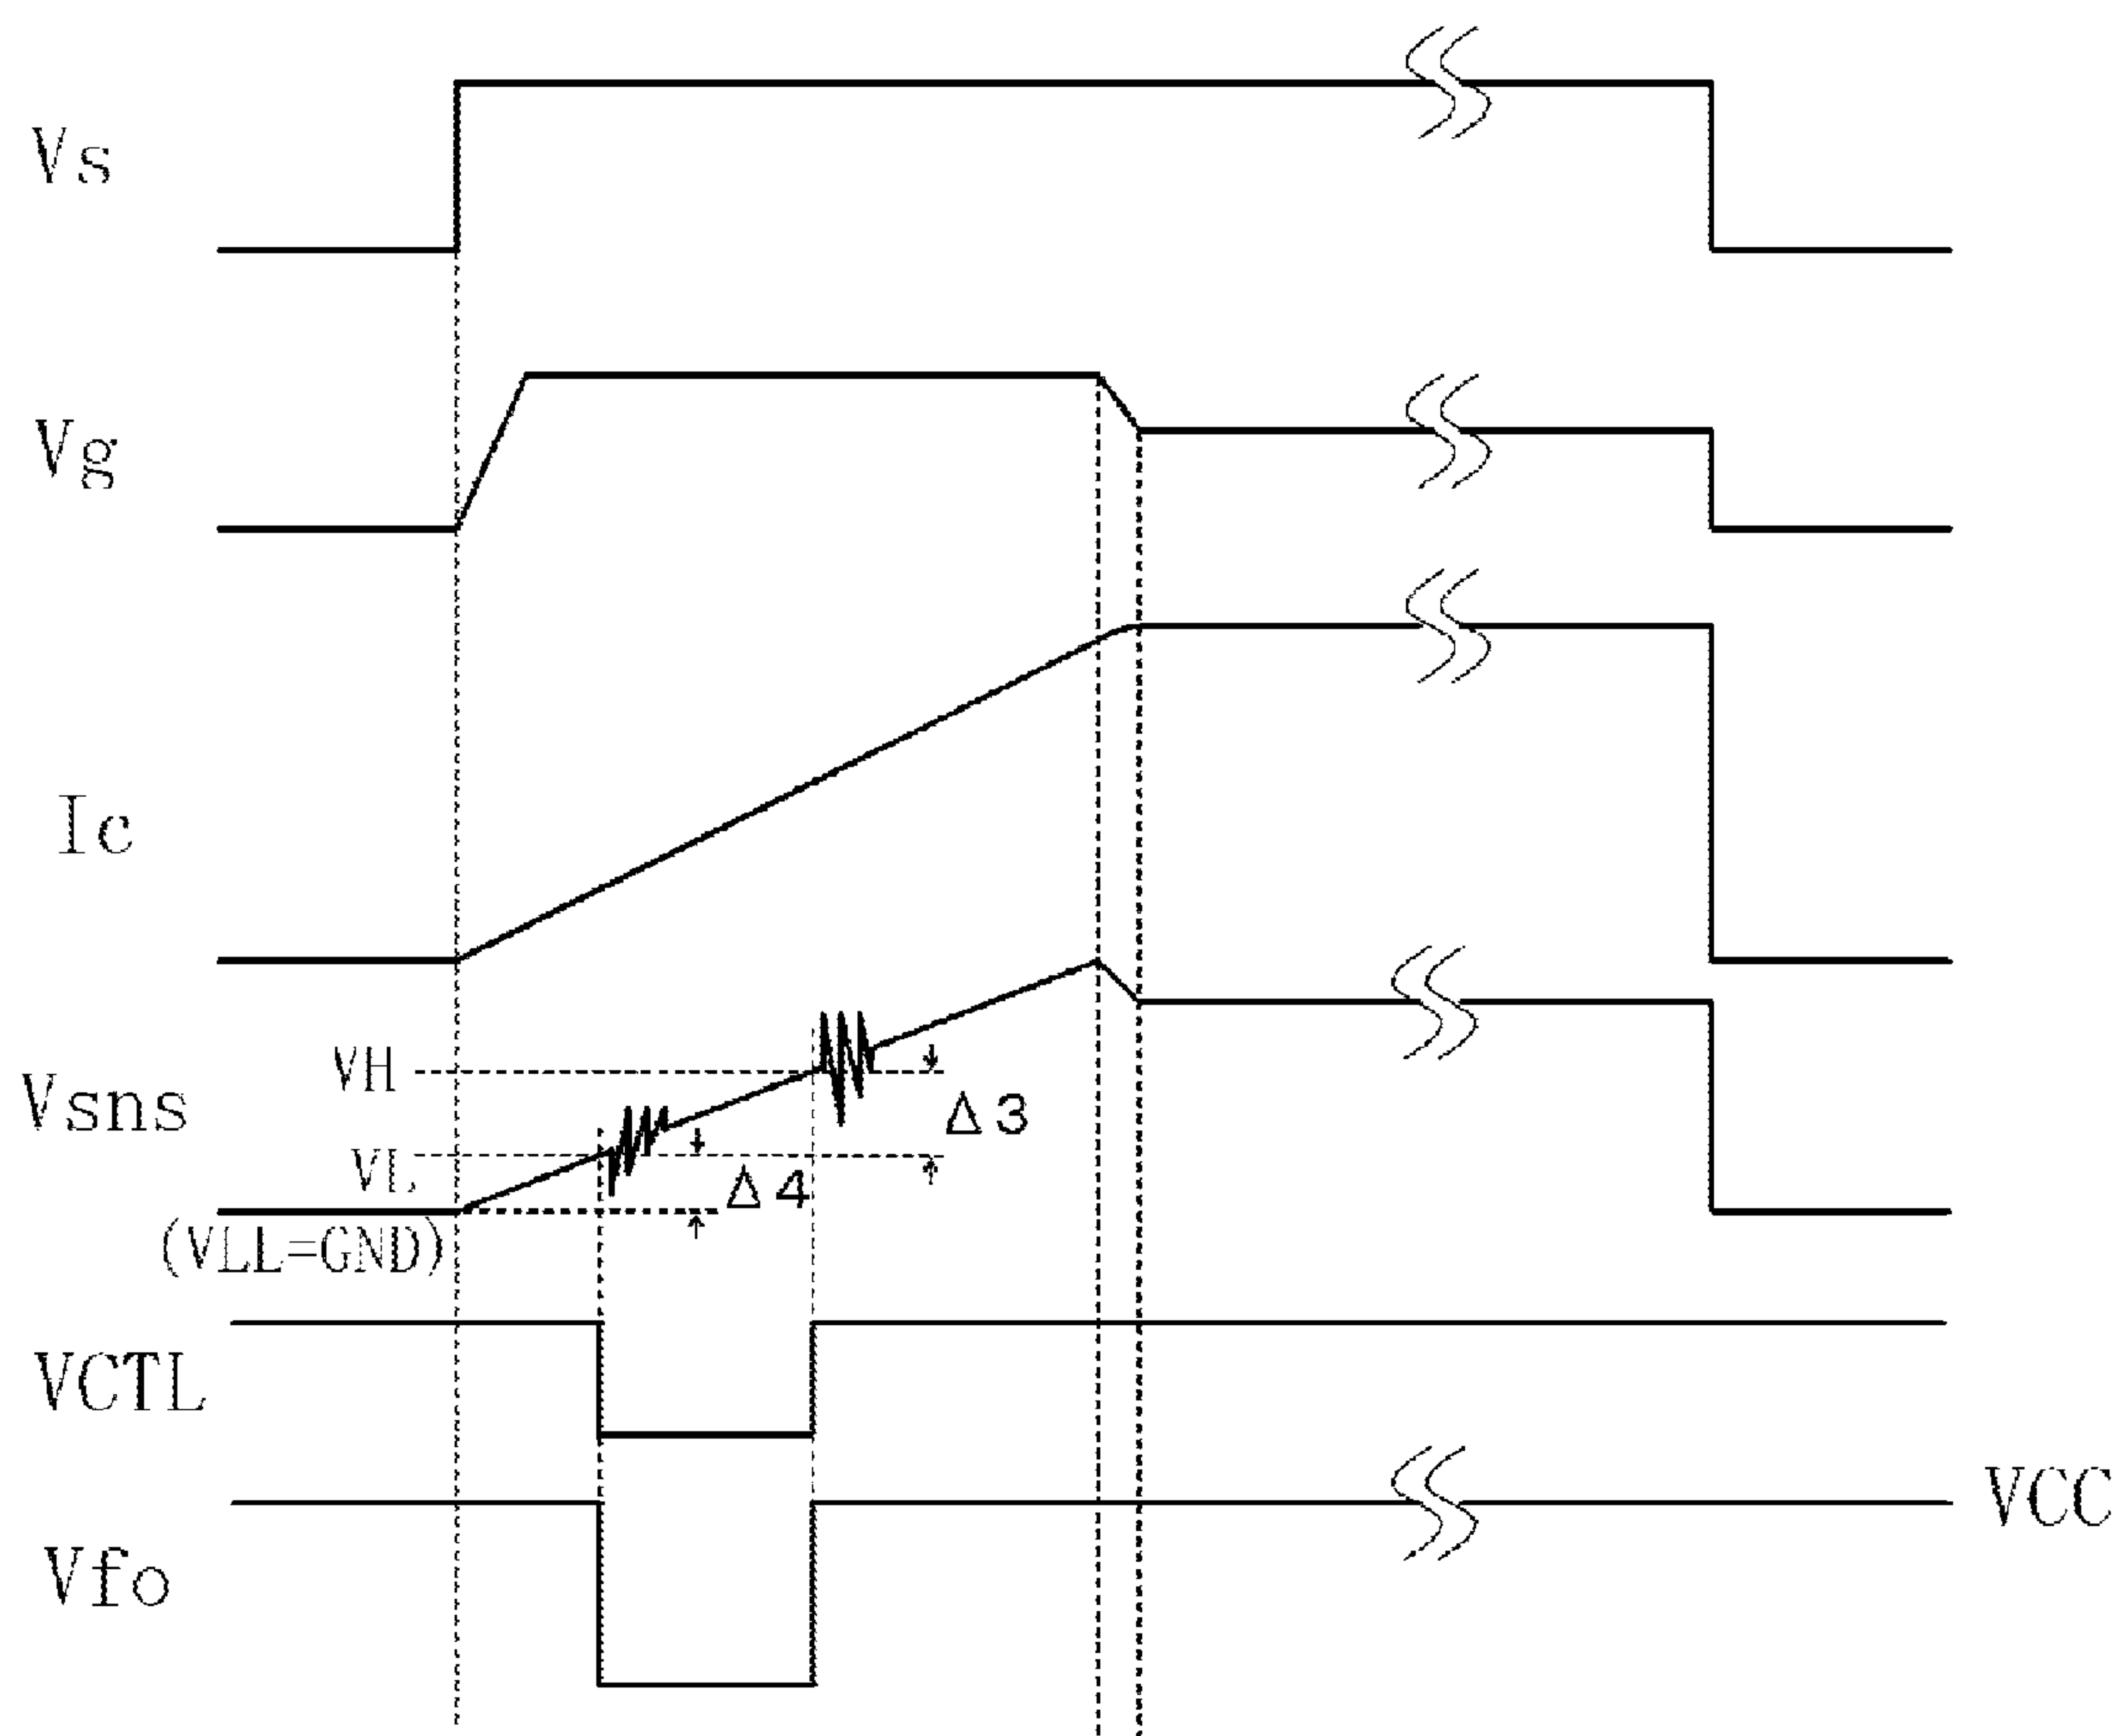 Vs
Vg
Ic
VH
Vsns
Δ3
VL
Δ4
(VLL=GND)
VCTL
VCC
Vfo